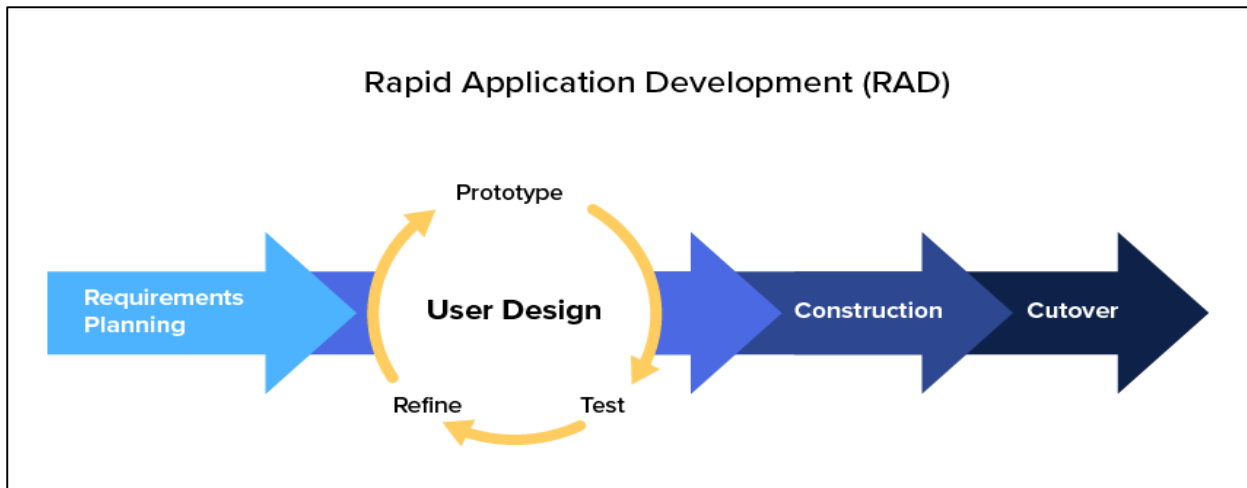 Rapid Application Development (RAD)
Prototype
Requirements
Planning
User Design
Construction
Cutover
Refine
Test